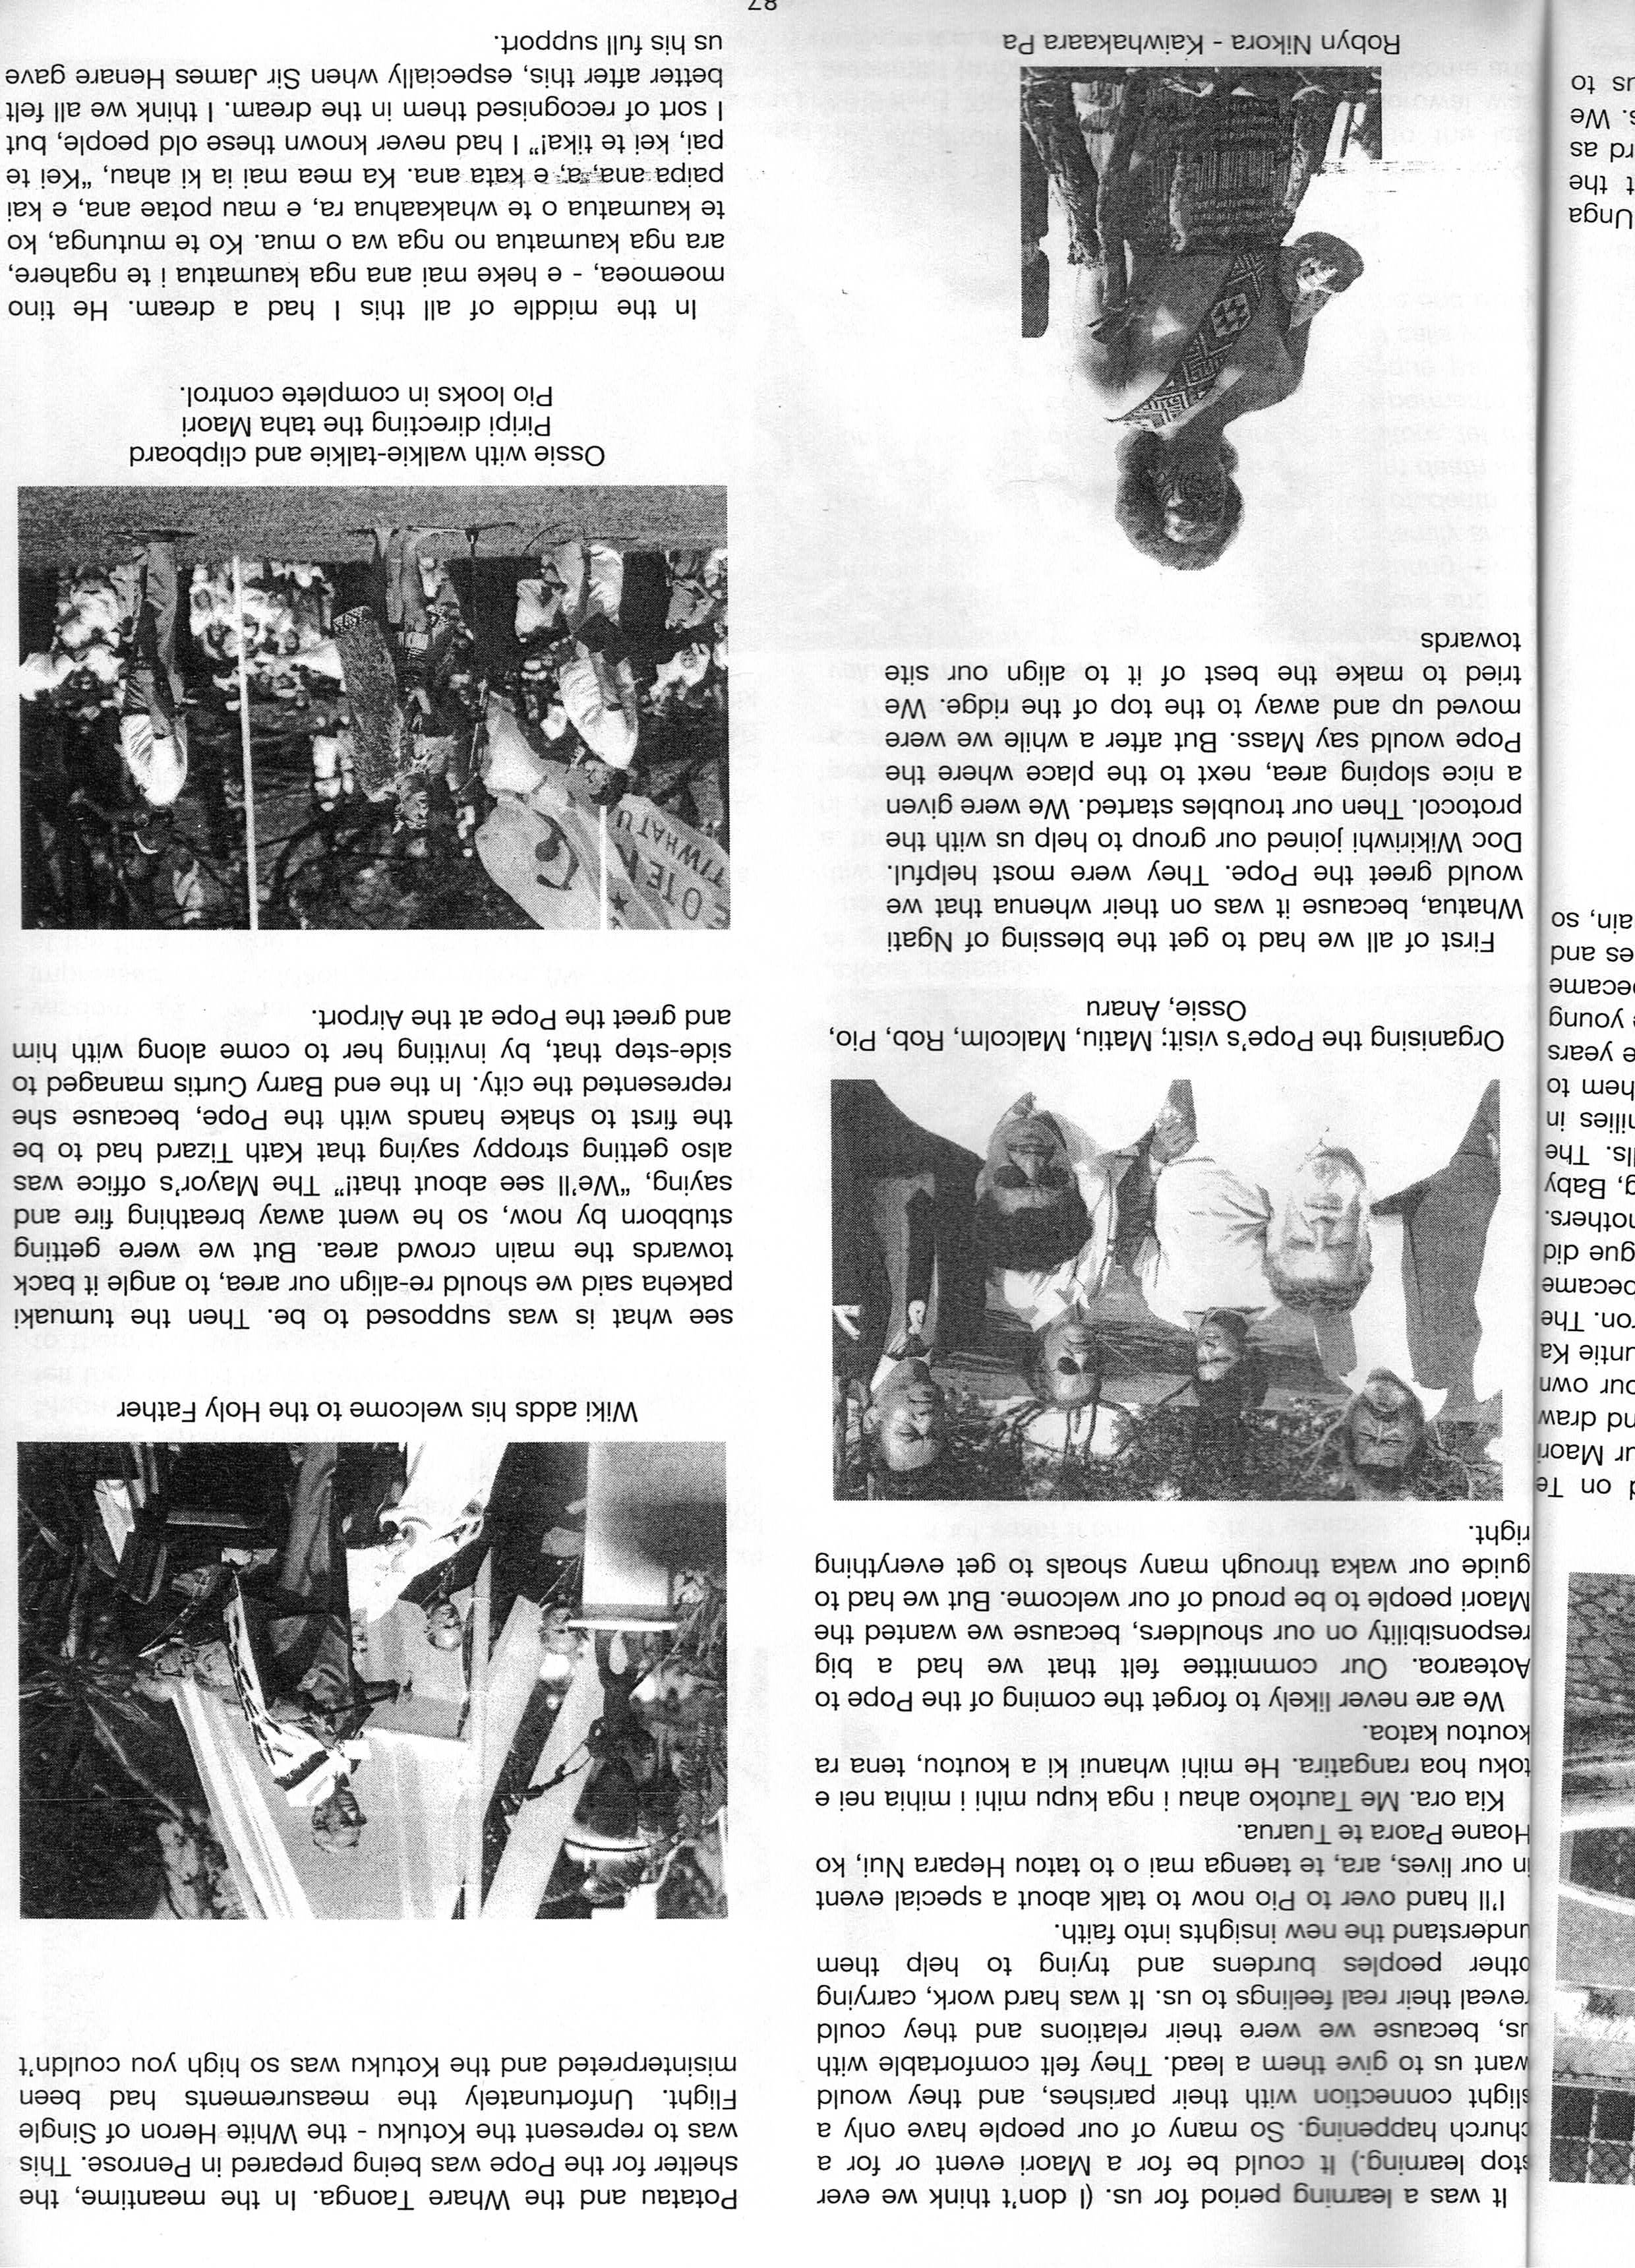 It was a learning period for us. (I don't think we ever
stop learning.) It could be for a Maori event or for a
church happening. So many of our people have only a
slight connection with their parishes, and they would
want us to give them a lead. They felt comfortable with
us, because we were their relations and they could
reveal their real feelings to us. It was hard work, carrying
other peoples burdens and trying to help them
understand the new insights into faith.
I'll hand over to Pio now to talk about a special event
in our lives, ara, te taenga mai o to tatou Hepara Nui, ko
Hoane Paora te Tuarua.
Kia ora. Me Tautoko ahau i nga kupu mihi i mihia nei e
toku hoa rangatira. He mihi whanui ki a koutou, tena ra
koutou katoa.
We are never likely to forget the coming of the Pope to
Aotearoa. Our committee felt that we had a big
responsibility on our shoulders, because we wanted the
Maori people to be proud of our welcome. But we had to
guide our waka through many shoals to get everything
right.
Organising the Pope's visit; Matiu, Malcolm, Rob, Pio,
Ossie, Anaru
First of all we had to get the blessing of Ngati
Whatua, because it was on their whenua that we
would greet the Pope. They were most helpful.
Doc Wikiriwhi joined our group to help us with the
protocol. Then our troubles started. We were given
a nice sloping area, next to the place where the
Pope would say Mass. But after a while we were
moved up and away to the top of the ridge. We
tried to make the best of it to align our site
towards
Robyn Nikora - Kaiwhakaara Pa
Potatau and the Whare Taonga. In the meantime, the
shelter for the Pope was being prepared in Penrose. This
was to represent the Kotuku - the White Heron of Single
Flight. Unfortunately the measurements had been
misinterpreted and the Kotuku was so high you couldn't
Wiki adds his welcome to the Holy Father
see what is was supposed to be. Then the tumuaki
pakeha said we should re-align our area, to angle it back
towards the main crowd area. But we were getting
stubborn by now, so he went away breathing fire and
saying, "We'll see about that!" The Mayor's office was
also getting stroppy saying that Kath Tizard had to be
the first to shake hands with the Pope, because she
represented the city. In the end Barry Curtis managed to
side-step that, by inviting her to come along with him
and greet the Pope at the Airport.
E O TE
TIWHATU
Ossie with walkie-talkie and clipboard
Piripi directing the taha Maori
Pio looks in complete control.
In the middle of all this I had a dream. He tino
moemoea, - e heke mai ana nga kaumatua i te ngahere,
ara nga kaumatua no nga wa o mua. Ko te mutunga, ko
te kaumatua o te whakaahua ra, e mau potae ana, e kai
paipa ana, a, e kata ana. Ka mea mai ia ki ahau, "Kei te
pai, kei te tika!" I had never known these old people, but
I sort of recognised them in the dream. I think we all felt
better after this, especially when Sir James Henare gave
us his full support.
87
d on Te
ur Maori
nd draw
our own
untie Ka
ron. The
became
gue did
nothers.
g, Baby
lls. The
nilies in
hem to
e years
e young
became
es and
ain, so
Unga
t the
rd as
s. We
us to